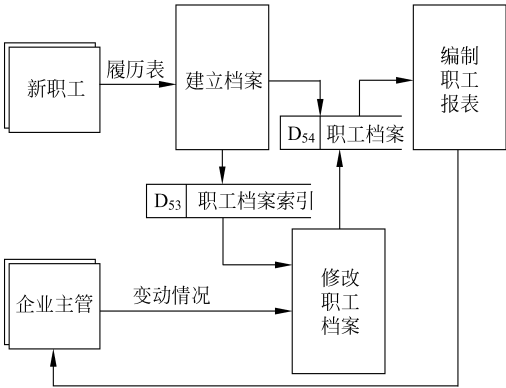 新职工
履历表
建立档案
编制
职工
报表
D54 职工档案
D53 职工档案索引
企业主管
变动情况
修改
职工
档案